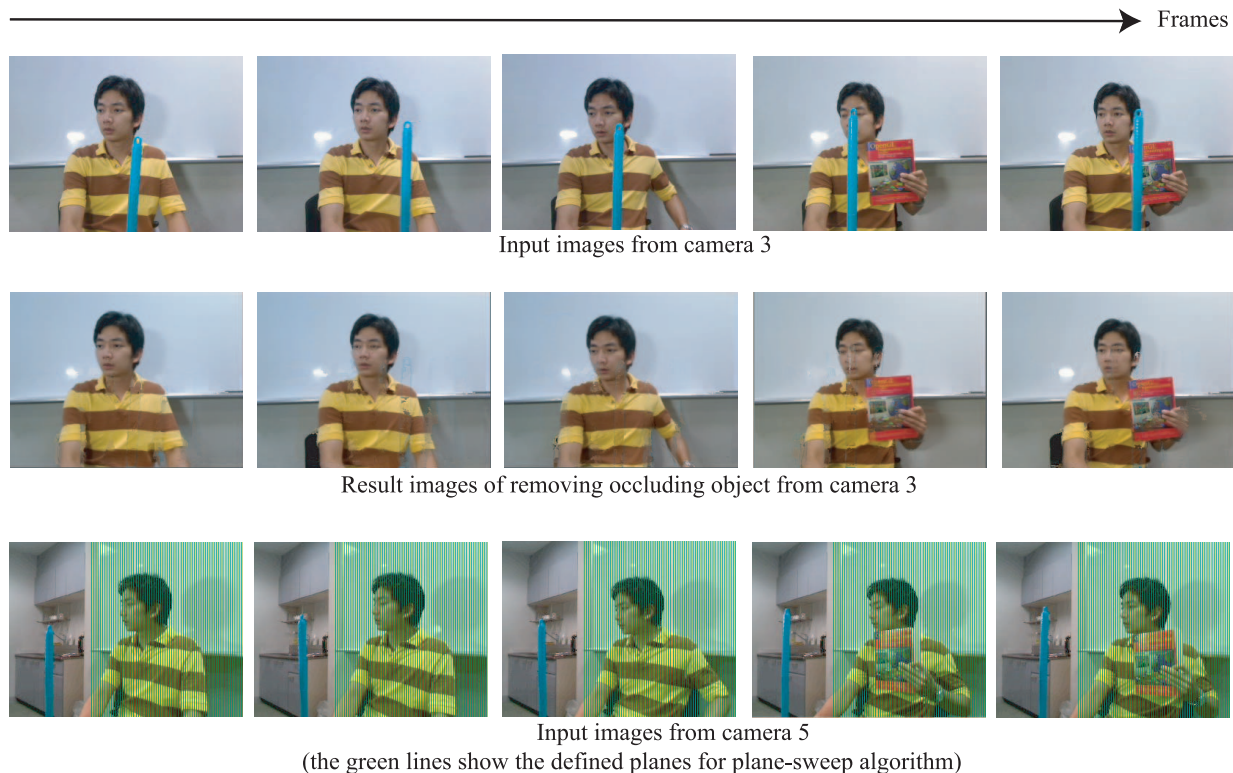 Frames
Input images from camera 3
Result images of removing occluding object from camera 3
Input images from camera 5
(the green lines show the defined planes for plane-sweep algorithm)